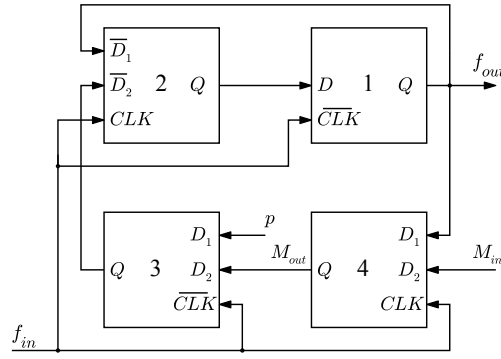 D̅₁
D̅₂ 2 Q
CLK
D 1 Q
C̅L̅K̅
f_out
D₁ p
Q 3 D₂
C̅L̅K̅
M_out
D₁
Q 4 D₂
CLK
M_in
f_in